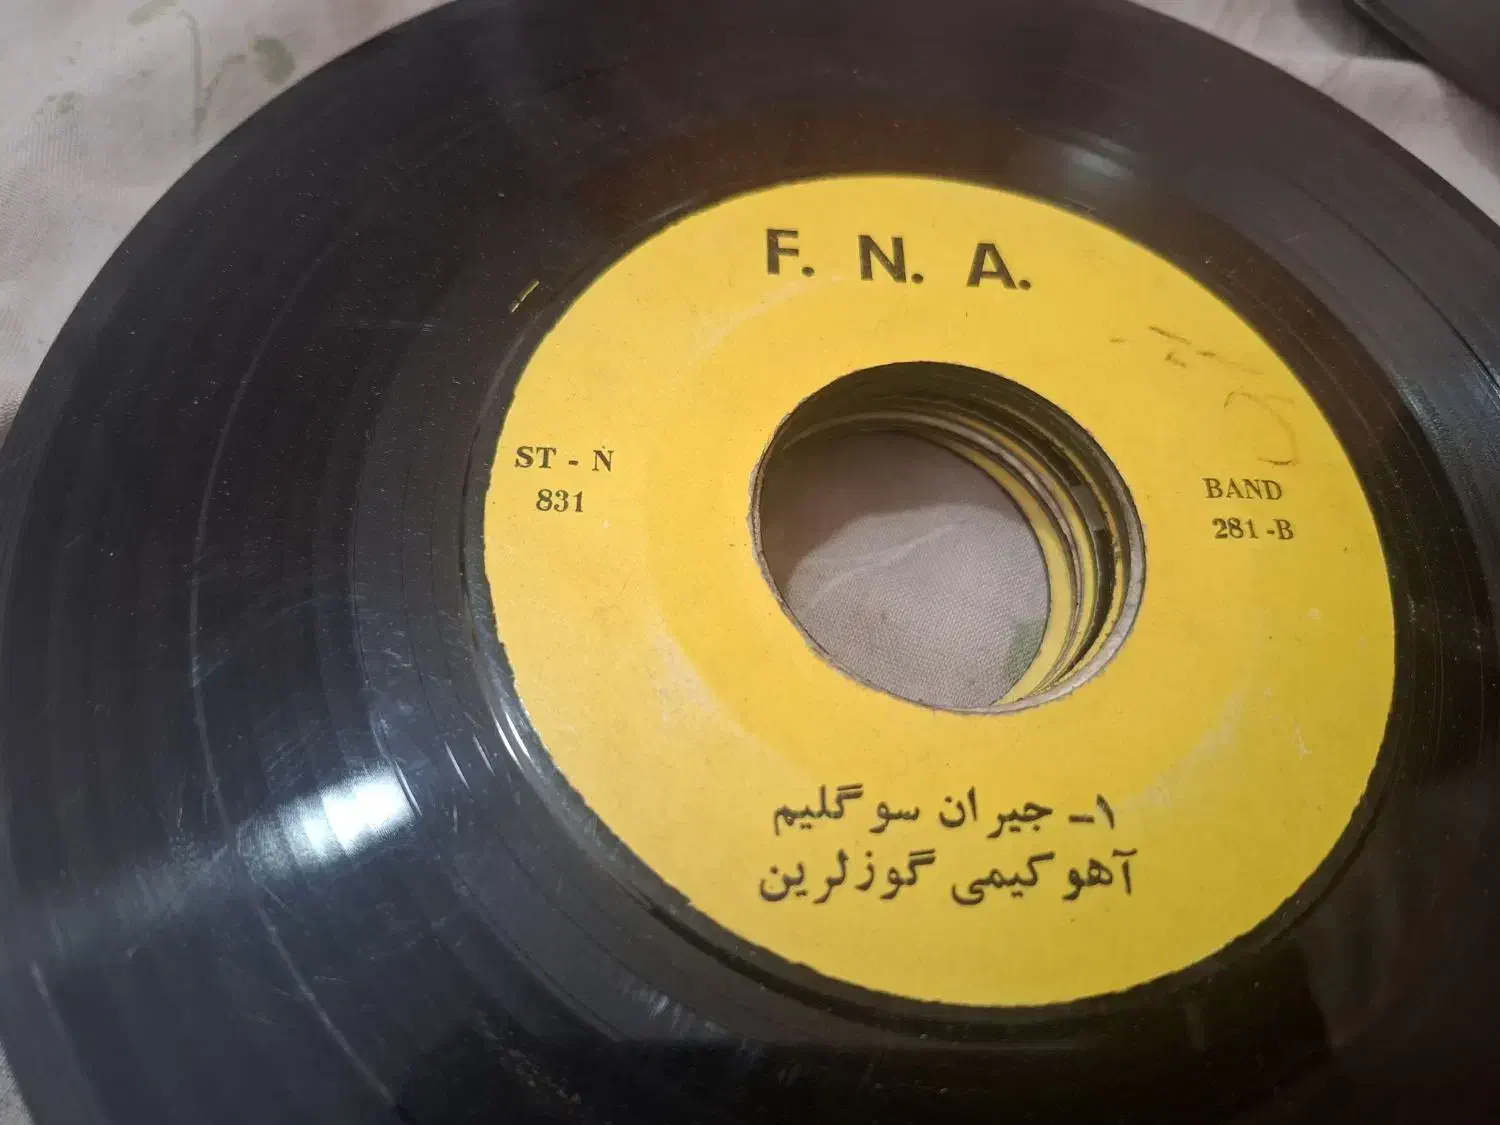 F. N. A.
ST - N
831
BAND
281 -B
۱- جیران سوگلیم
آهو کیمی گوزلرین